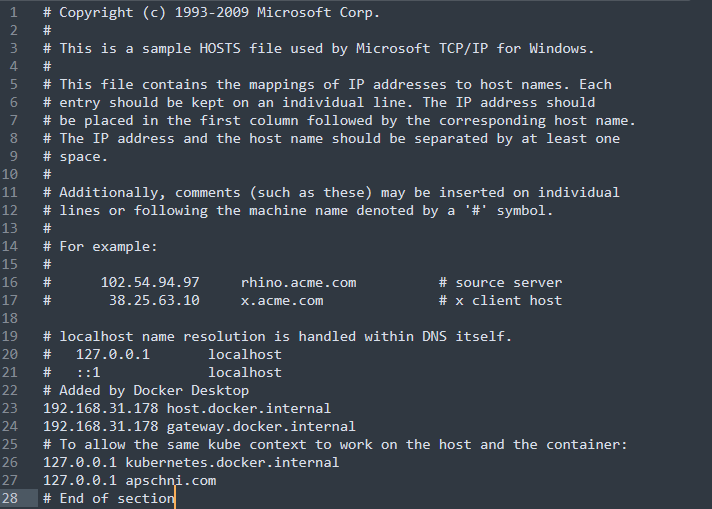 1 # Copyright (c) 1993-2009 Microsoft Corp.
2 #
3 # This is a sample HOSTS file used by Microsoft TCP/IP for Windows.
4 #
5 # This file contains the mappings of IP addresses to host names. Each
6 # entry should be kept on an individual line. The IP address should
7 # be placed in the first column followed by the corresponding host name.
8 # The IP address and the host name should be separated by at least one
9 # space.
10 #
11 # Additionally, comments (such as these) may be inserted on individual
12 # lines or following the machine name denoted by a '#' symbol.
13 #
14 # For example:
15 #
16 #      102.54.94.97     rhino.acme.com          # source server
17 #       38.25.63.10     x.acme.com              # x client host
18
19 # localhost name resolution is handled within DNS itself.
20 #   127.0.0.1       localhost
21 #   ::1             localhost
22 # Added by Docker Desktop
23 192.168.31.178 host.docker.internal
24 192.168.31.178 gateway.docker.internal
25 # To allow the same kube context to work on the host and the container:
26 127.0.0.1 kubernetes.docker.internal
27 127.0.0.1 apschni.com
28 # End of section